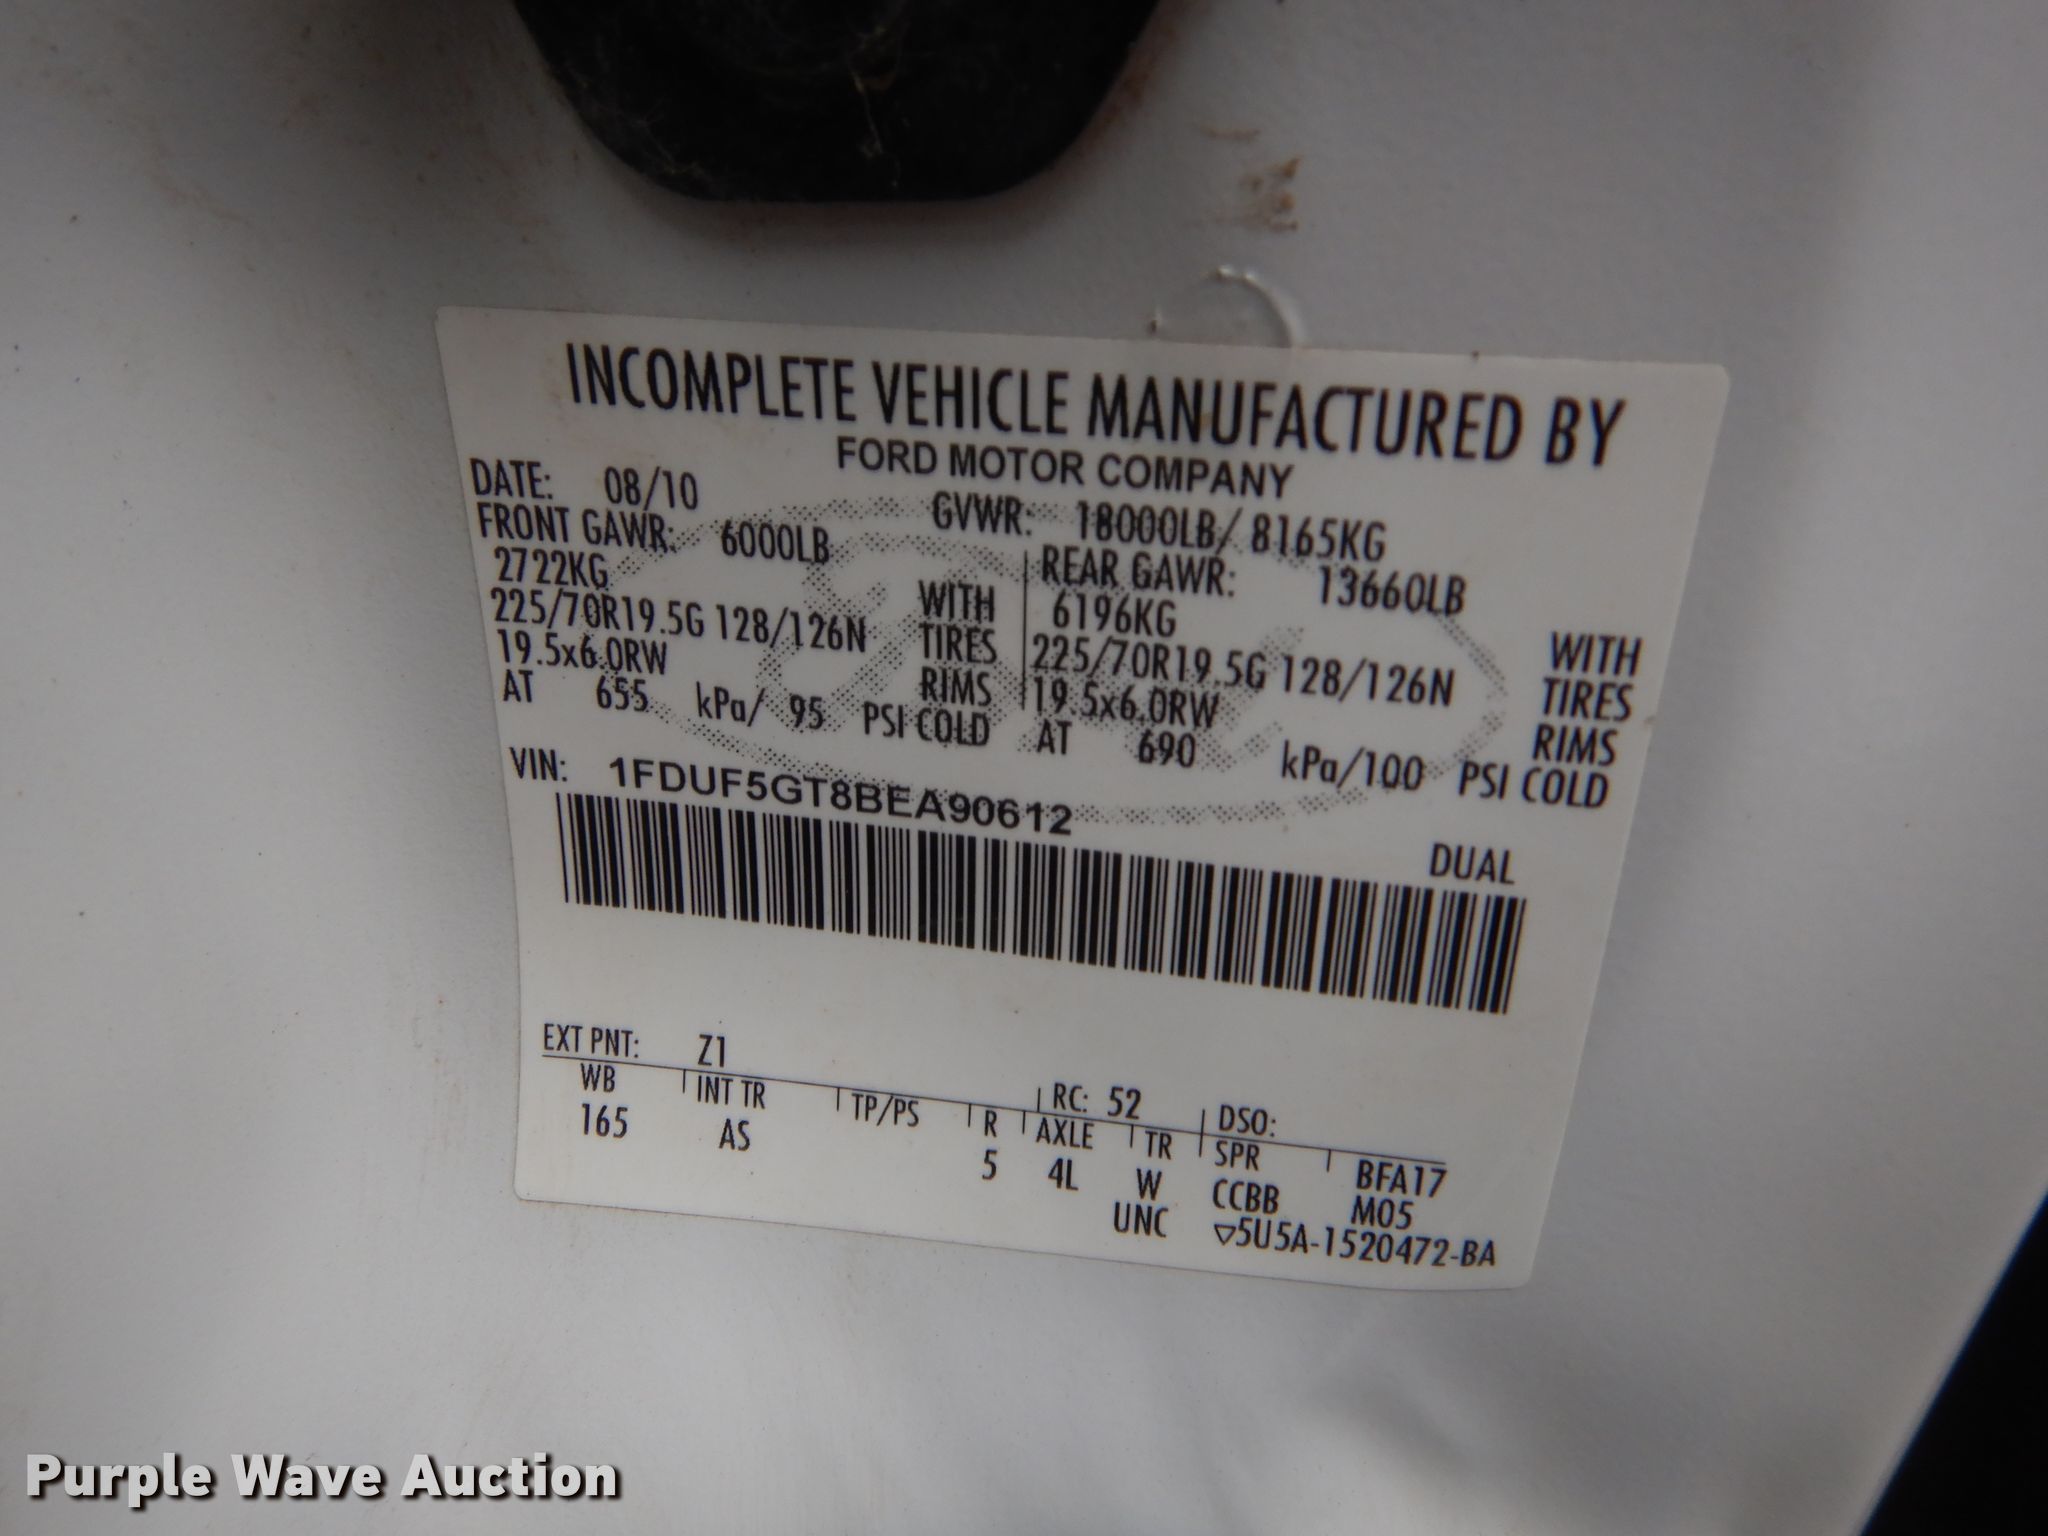 INCOMPLETE VEHICLE MANUFACTURED BY
FORD MOTOR COMPANY
DATE: 08/10 GVWR: 18000LB/ 8165KG
FRONT GAWR: 6000LB REAR GAWR: 13660LB
2722KG WITH 6196KG WITH
225/70R19.5G 128/126N TIRES 225/70R19.5G 128/126N TIRES
19.5x6.0RW RIMS 19.5x6.0RW RIMS
AT 655 kPa/ 95 PSI COLD AT 690 kPa/100 PSI COLD
VIN: 1FDUF5GT8BEA90612
DUAL
EXT PNT: Z1 RC: 52 DSO:
WB INT TR TP/PS R AXLE TR SPR BFA17
165 AS 5 4L W CCBB M05
UNC ▽5U5A-1520472-BA
Purple Wave Auction